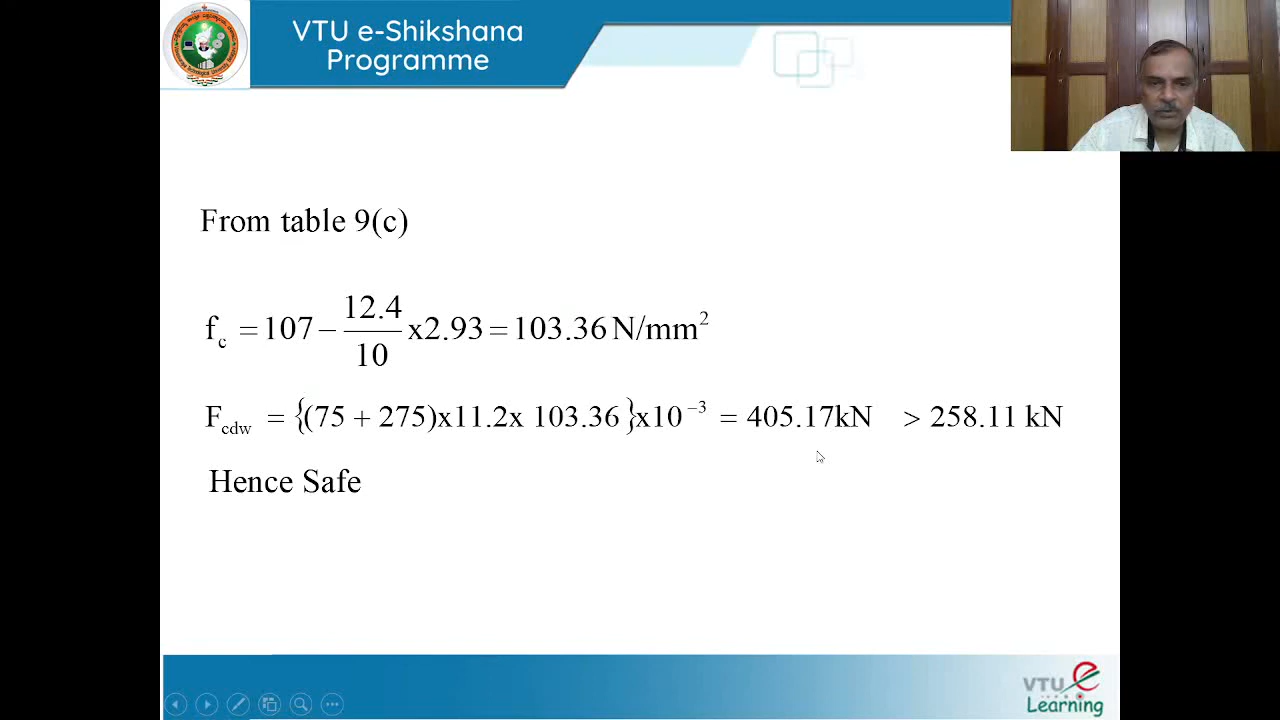 VTU e-Shikshana
Programme
From table 9(c)
f_c = 107 − 12.4/10 x2.93 = 103.36 N/mm²
F_cdw = {(75 + 275)x11.2x 103.36}x10⁻³ = 405.17kN > 258.11 kN
Hence Safe
VTU e
Learning